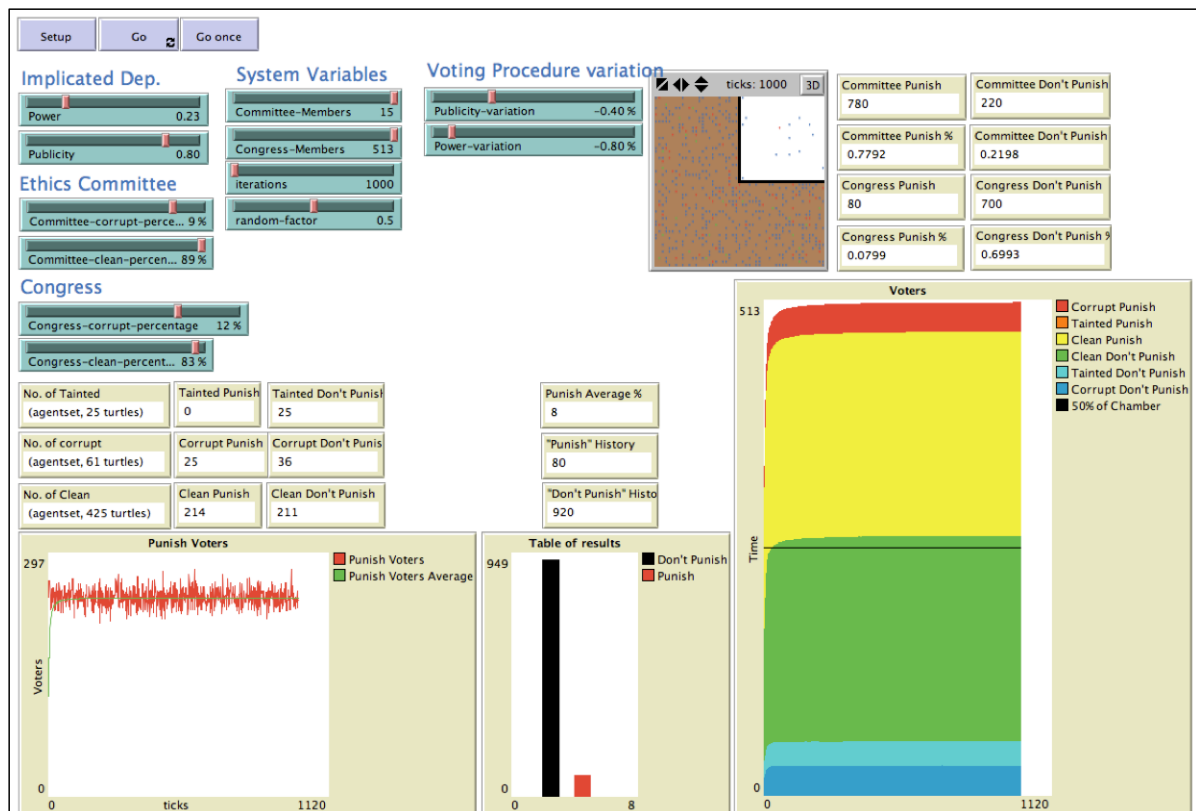 Setup
Go
Go once
Implicated Dep.
Power 0.23
Publicity 0.80
Ethics Committee
Committee-corrupt-perce... 9 %
Committee-clean-percen... 89 %
System Variables
Committee-Members 15
Congress-Members 513
iterations 1000
random-factor 0.5
Voting Procedure variation
Publicity-variation -0.40 %
Power-variation -0.80 %
ticks: 1000
3D
Committee Punish
780
Committee Don't Punish
220
Committee Punish %
0.7792
Committee Don't Punish
0.2198
Congress Punish
80
Congress Don't Punish
700
Congress Punish %
0.0799
Congress Don't Punish %
0.6993
Congress
Congress-corrupt-percentage 12 %
Congress-clean-percent... 83 %
No. of Tainted
(agentset, 25 turtles)
Tainted Punish
0
Tainted Don't Punish
25
No. of corrupt
(agentset, 61 turtles)
Corrupt Punish
25
Corrupt Don't Punis
36
No. of Clean
(agentset, 425 turtles)
Clean Punish
214
Clean Don't Punish
211
Punish Average %
8
"Punish" History
80
"Don't Punish" Histo
920
Punish Voters
297
Voters
0
0
ticks
1120
Punish Voters
Punish Voters Average
Table of results
949
0
0
8
Don't Punish
Punish
Voters
513
Time
0
0
1120
Corrupt Punish
Tainted Punish
Clean Punish
Clean Don't Punish
Tainted Don't Punish
Corrupt Don't Punish
50% of Chamber